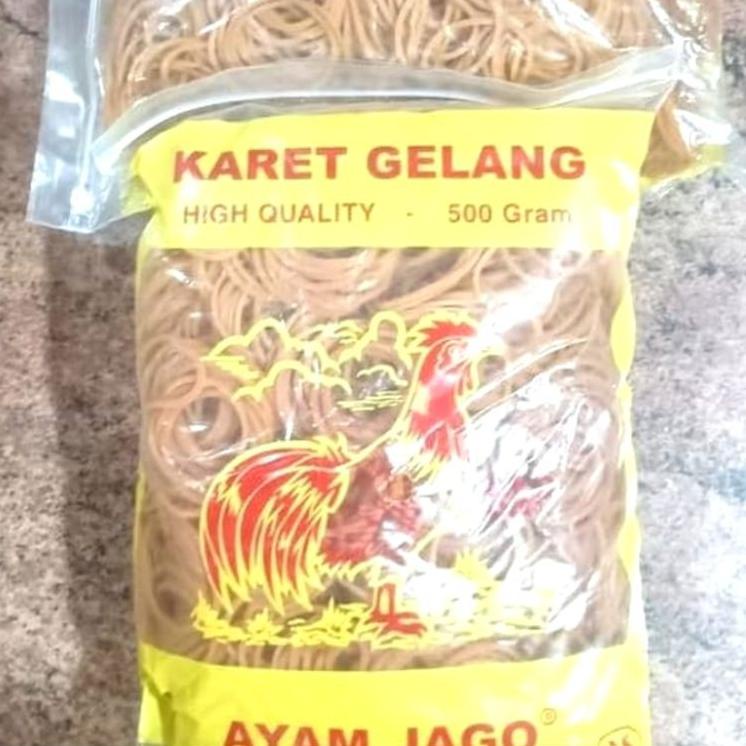 KARET GELANG
HIGH QUALITY - 500 Gram
AYAM JAGO®